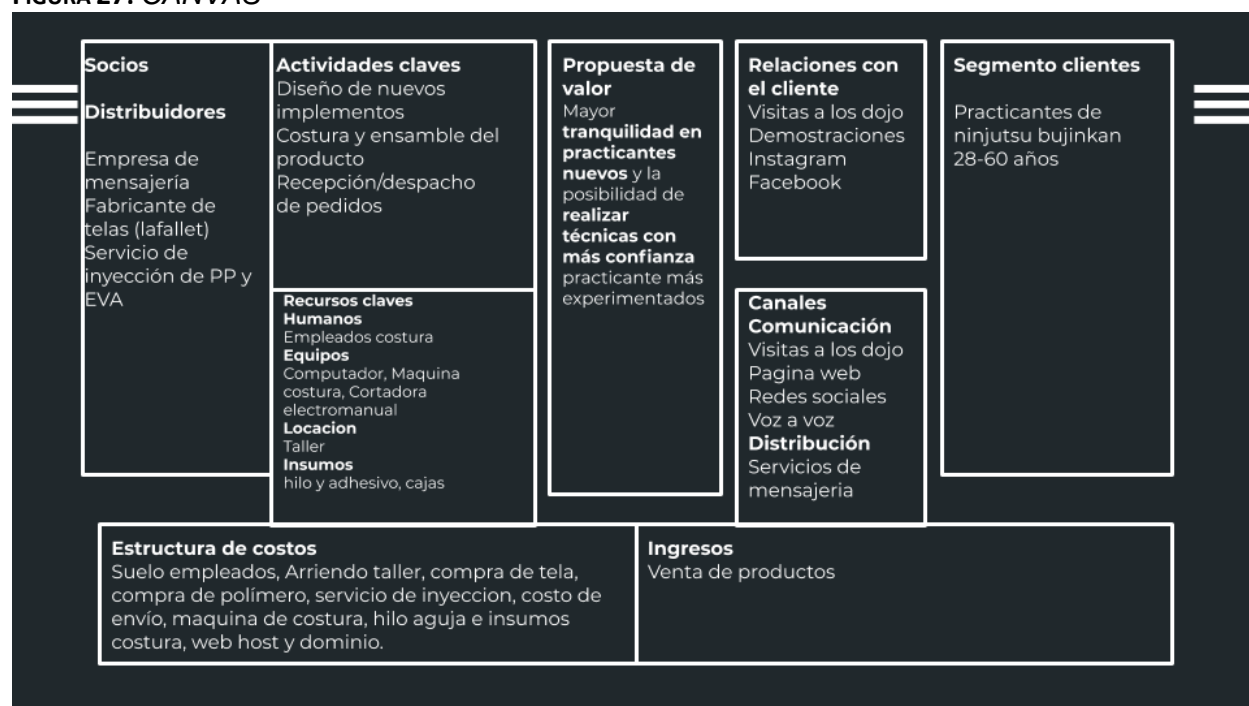 FIGURA 27. CANVAS
Socios
Distribuidores
Empresa de
mensajería
Fabricante de
telas (lafallet)
Servicio de
inyección de PP y
EVA
Actividades claves
Diseño de nuevos
implementos
Costura y ensamble del
producto
Recepción/despacho
de pedidos
Recursos claves
Humanos
Empleados costura
Equipos
Computador, Maquina
costura, Cortadora
electromanual
Locacion
Taller
Insumos
hilo y adhesivo, cajas
Propuesta de
valor
Mayor
tranquilidad en
practicantes
nuevos y la
posibilidad de
realizar
técnicas con
más confianza
practicante más
experimentados
Relaciones con
el cliente
Visitas a los dojo
Demostraciones
Instagram
Facebook
Canales
Comunicación
Visitas a los dojo
Pagina web
Redes sociales
Voz a voz
Distribución
Servicios de
mensajeria
Segmento clientes
Practicantes de
ninjutsu bujinkan
28-60 años
Estructura de costos
Suelo empleados, Arriendo taller, compra de tela,
compra de polímero, servicio de inyeccion, costo de
envío, maquina de costura, hilo aguja e insumos
costura, web host y dominio.
Ingresos
Venta de productos